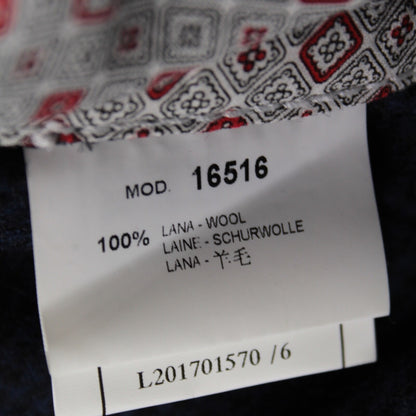 MOD. 16516
100% LANA - WOOL
LAINE - SCHURWOLLE
LANA - 羊毛
L201701570 /6